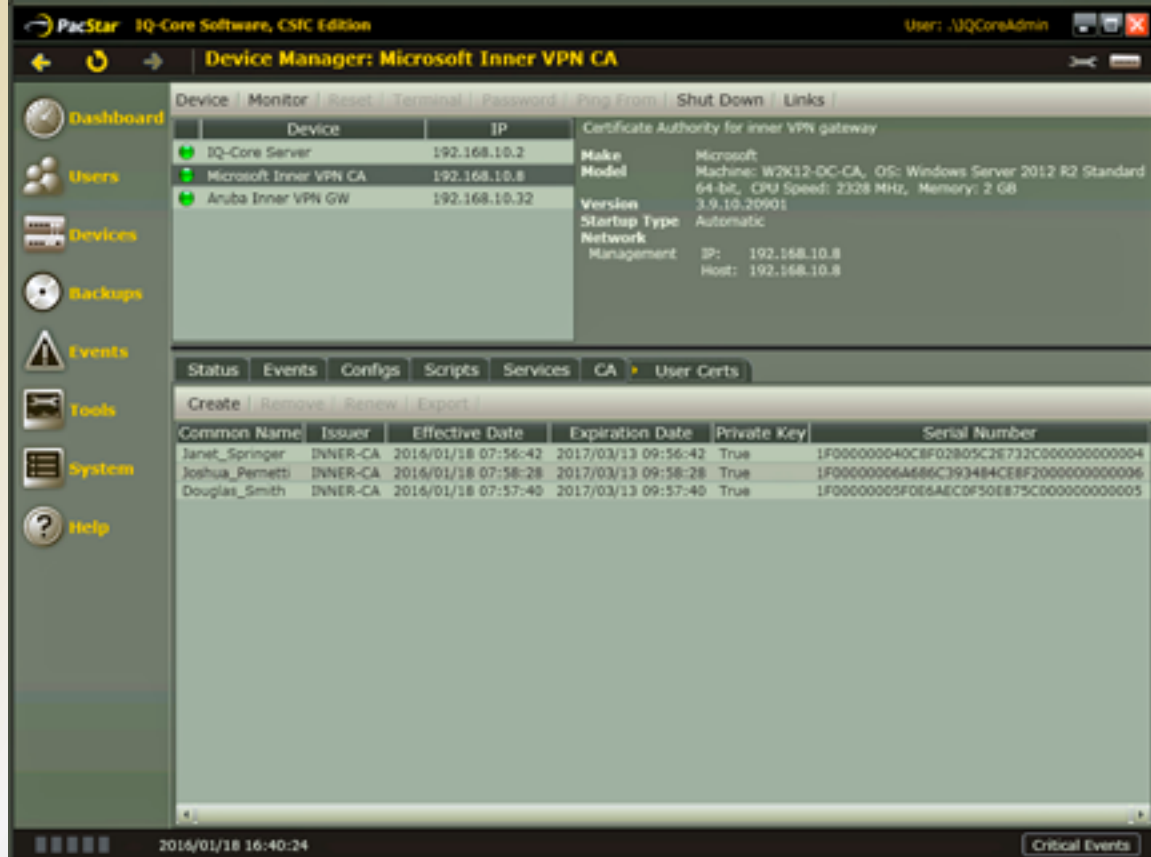 PacStar IQ-Core Software, CSfC Edition User: .\IQCoreAdmin
Device Manager: Microsoft Inner VPN CA
Dashboard
Users
Devices
Backups
Events
Tools
System
Help
Device Monitor Reset Terminal Password Ping From Shut Down Links
Device IP
IQ-Core Server 192.168.10.2
Microsoft Inner VPN CA 192.168.10.8
Aruba Inner VPN GW 192.168.10.32
Certificate Authority for inner VPN gateway
Make Microsoft
Model Machine: W2K12-DC-CA, OS: Windows Server 2012 R2 Standard
64-bit, CPU Speed: 2328 MHz, Memory: 2 GB
Version 3.9.10.20901
Startup Type Automatic
Network
Management IP: 192.168.10.8
Host: 192.168.10.8
Status Events Configs Scripts Services CA User Certs
Create Remove Renew Export
Common Name Issuer Effective Date Expiration Date Private Key Serial Number
Janet_Springer INNER-CA 2016/01/18 07:56:42 2017/03/13 09:56:42 True
Joshua_Pernetti INNER-CA 2016/01/18 07:58:28 2017/03/13 09:58:28 True
Douglas_Smith INNER-CA 2016/01/18 07:57:40 2017/03/13 09:57:40 True
2016/01/18 16:40:24 Critical Events